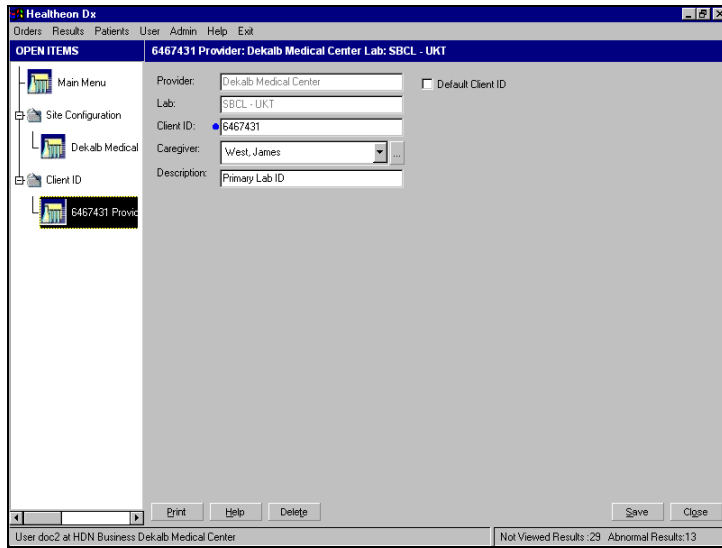 Healtheon Dx
Orders Results Patients User Admin Help Exit
OPEN ITEMS
6467431 Provider: Dekalb Medical Center Lab: SBCL - UKT
Main Menu
Site Configuration
Dekalb Medical
Client ID
6467431 Provic
Provider: Dekalb Medical Center
Default Client ID
Lab: SBCL - UKT
Client ID: 6467431
Caregiver: West, James ...
Description: Primary Lab ID
Print Help Delete Save Close
User doc2 at HDN Business Dekalb Medical Center
Not Viewed Results :29 Abnormal Results:13